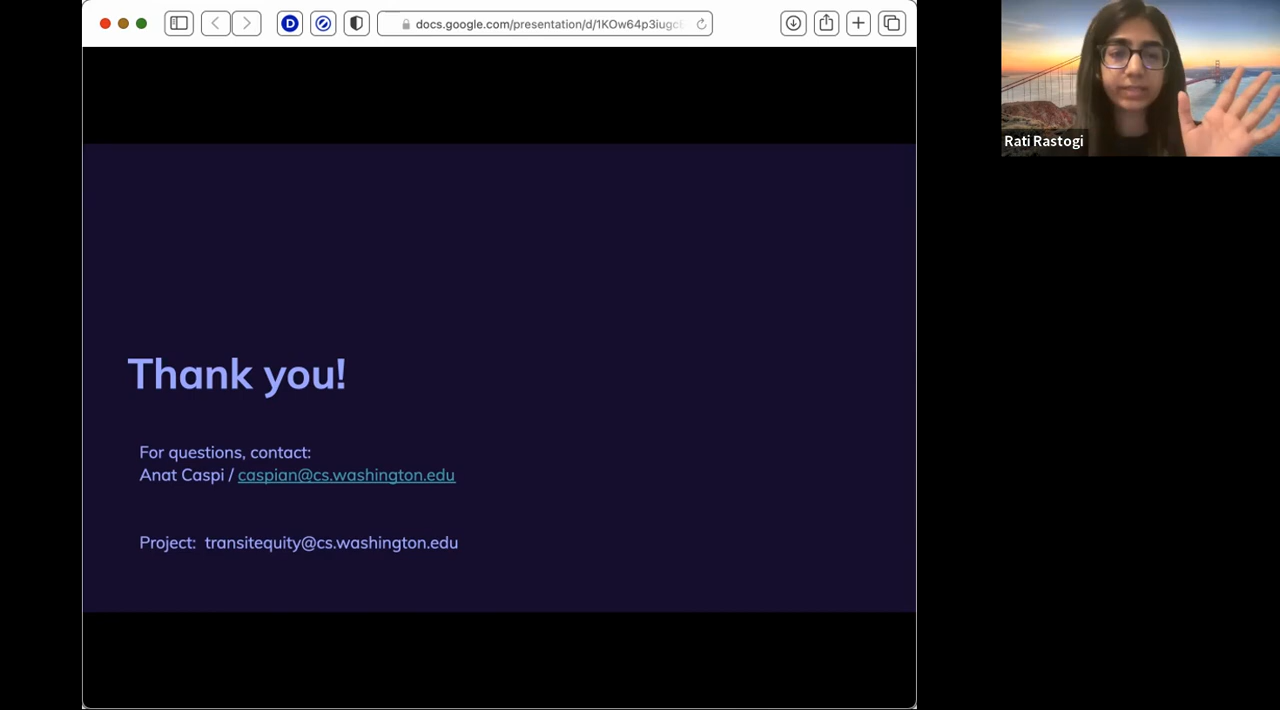 docs.google.com/presentation/d/1KOw64p3iugc
Rati Rastogi
Thank you!
For questions, contact:
Anat Caspi / caspian@cs.washington.edu
Project: transitequity@cs.washington.edu